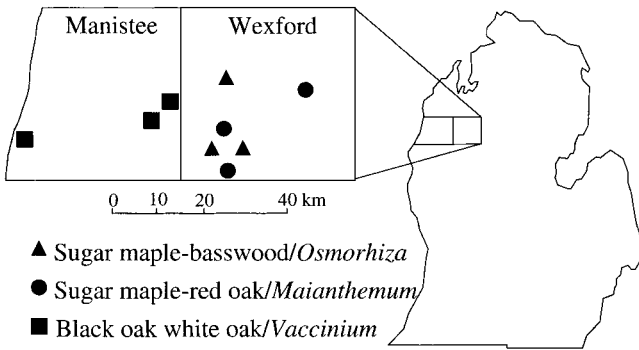 Manistee Wexford
0 10 20 40 km
Sugar maple-basswood/Osmorhiza
Sugar maple-red oak/Maianthemum
Black oak white oak/Vaccinium